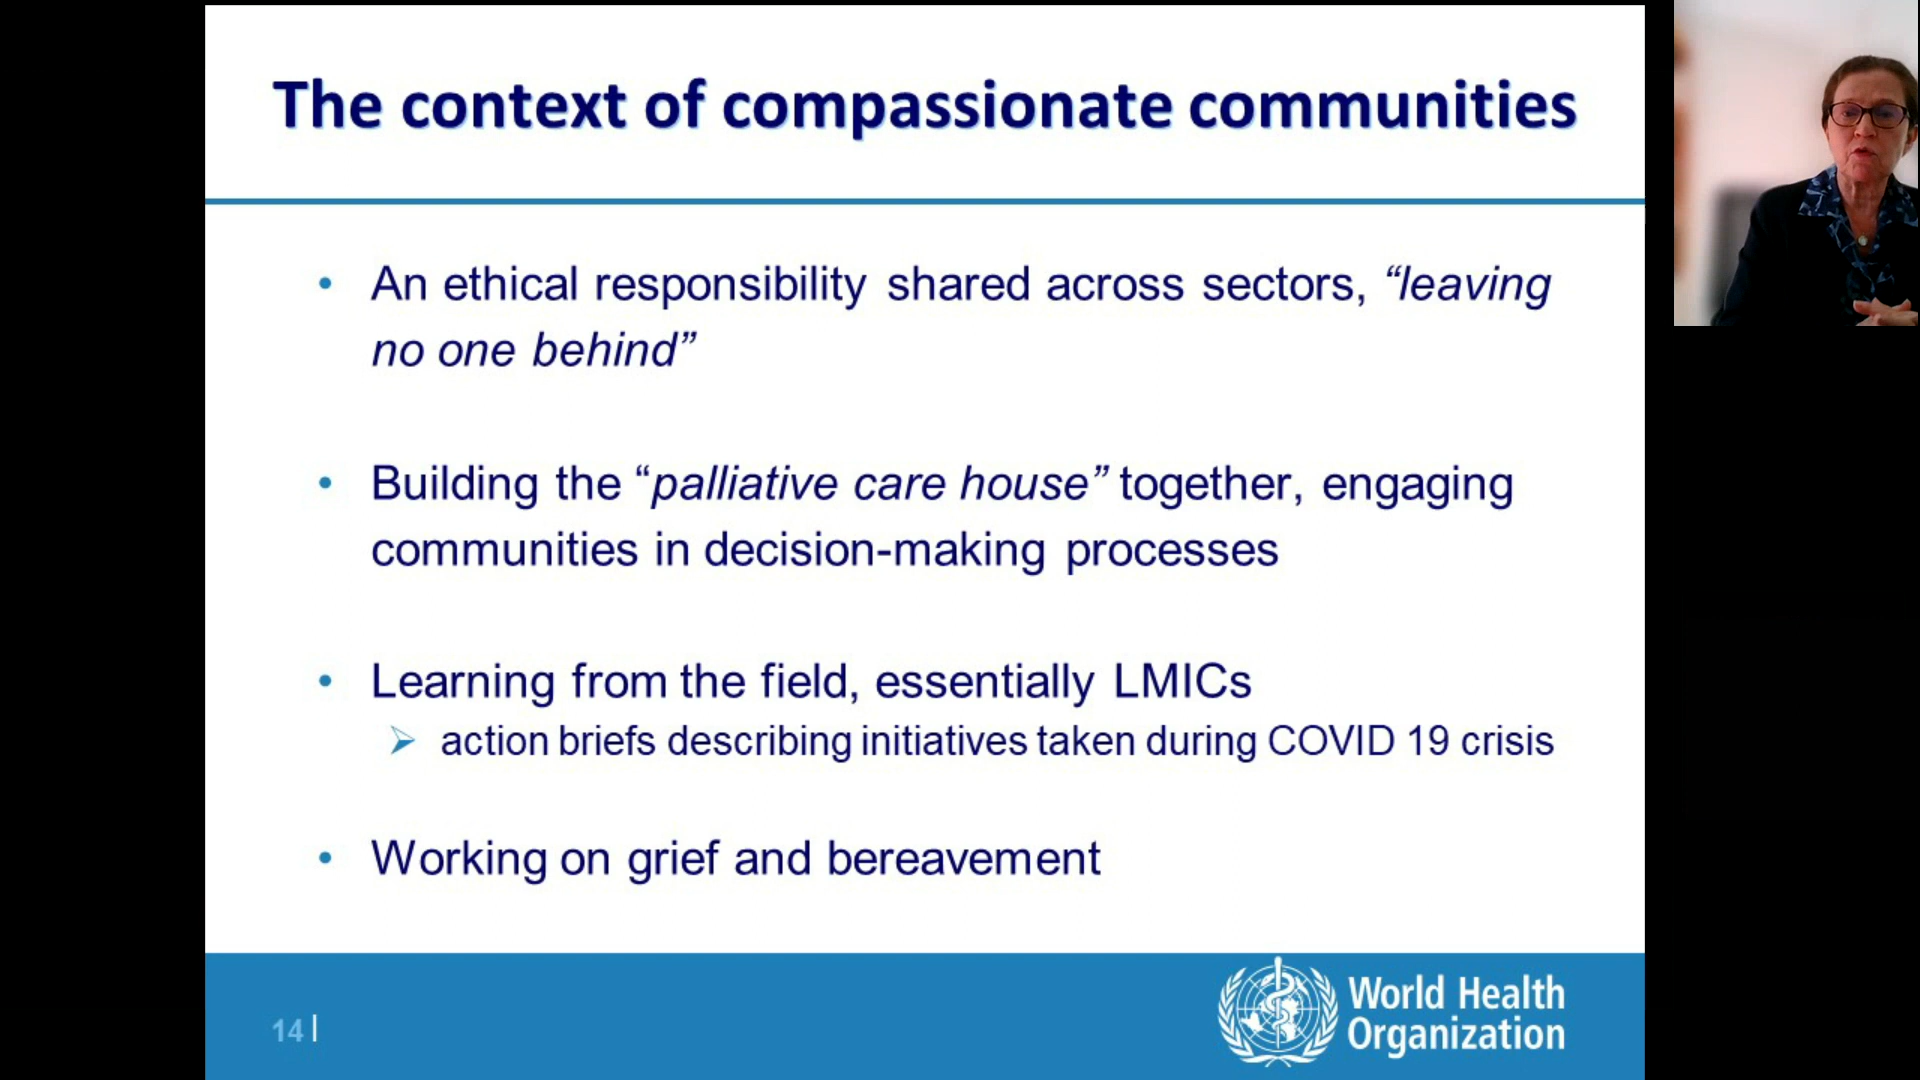 The context of compassionate communities
• An ethical responsibility shared across sectors, “leaving
no one behind”
• Building the “palliative care house” together, engaging
communities in decision-making processes
• Learning from the field, essentially LMICs
➢ action briefs describing initiatives taken during COVID 19 crisis
• Working on grief and bereavement
14 |
World Health
Organization